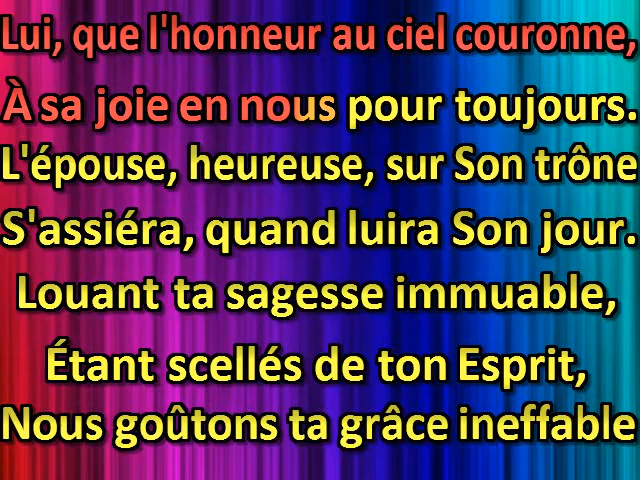 Lui, que l'honneur au ciel couronne,
À sa joie en nous pour toujours.
L'épouse, heureuse, sur Son trône
S'assiéra, quand luira Son jour.
Louant ta sagesse immuable,
Étant scellés de ton Esprit,
Nous goûtons ta grâce ineffable